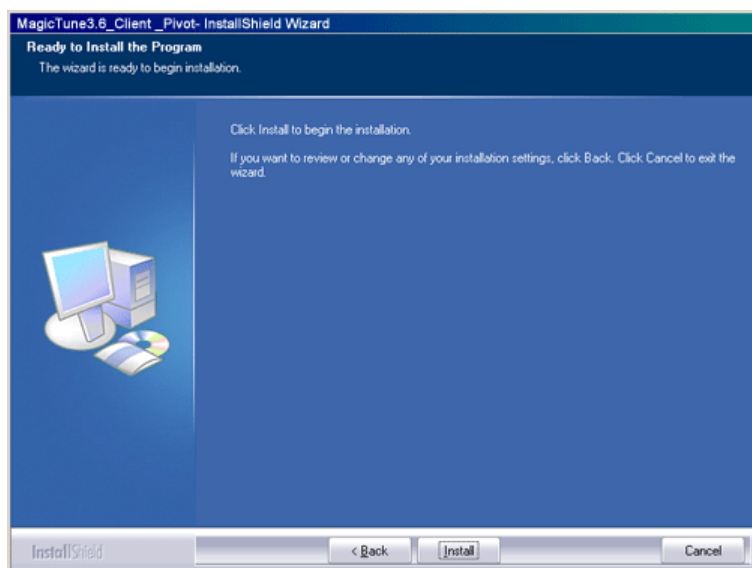 MagicTune3.6_Client _Pivot- InstallShield Wizard
Ready to Install the Program
The wizard is ready to begin installation.
Click Install to begin the installation.
If you want to review or change any of your installation settings, click Back. Click Cancel to exit the
wizard.
InstallShield
< Back
Install
Cancel